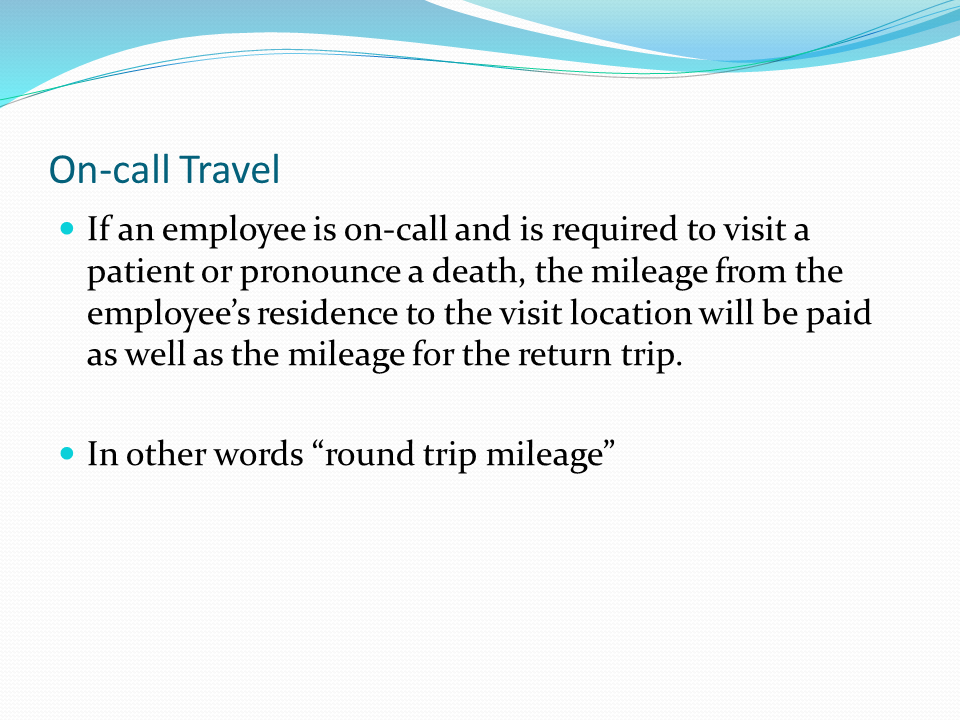 On-call Travel
If an employee is on-call and is required to visit a
patient or pronounce a death, the mileage from the
employee’s residence to the visit location will be paid
as well as the mileage for the return trip.
In other words “round trip mileage”